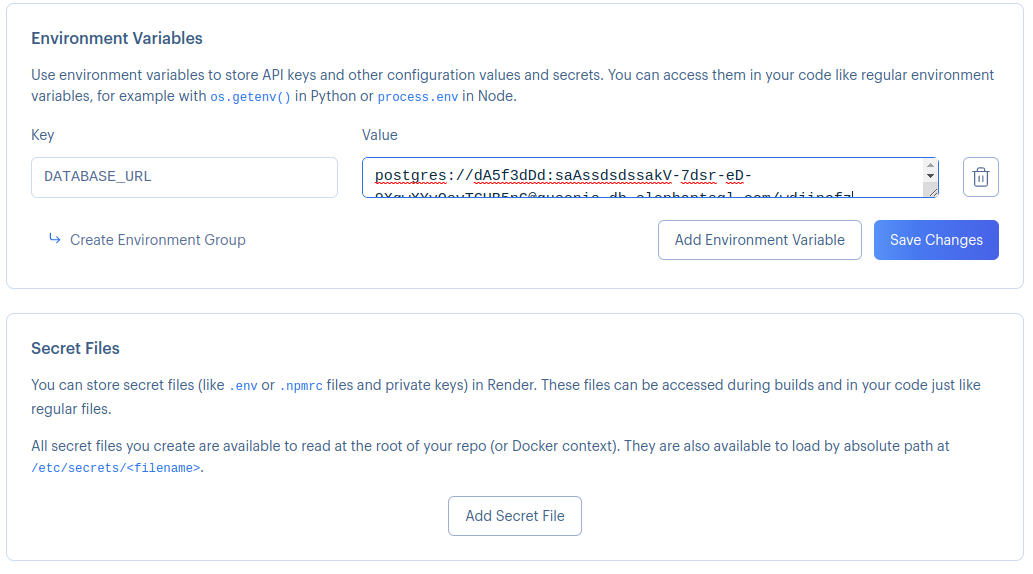 Environment Variables
Use environment variables to store API keys and other configuration values and secrets. You can access them in your code like regular environment
variables, for example with os.getenv() in Python or process.env in Node.
Key
Value
DATABASE_URL
postgres://dA5f3dDd:saAssdsdssakV-7dsr-eD-
Create Environment Group
Add Environment Variable
Save Changes
Secret Files
You can store secret files (like .env or .npmrc files and private keys) in Render. These files can be accessed during builds and in your code just like
regular files.
All secret files you create are available to read at the root of your repo (or Docker context). They are also available to load by absolute path at
/etc/secrets/<filename>.
Add Secret File